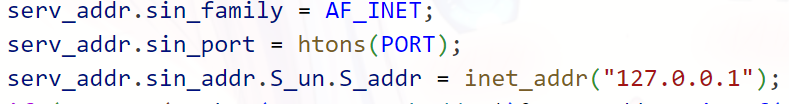 serv_addr.sin_family = AF_INET;
serv_addr.sin_port = htons(PORT);
serv_addr.sin_addr.S_un.S_addr = inet_addr("127.0.0.1");